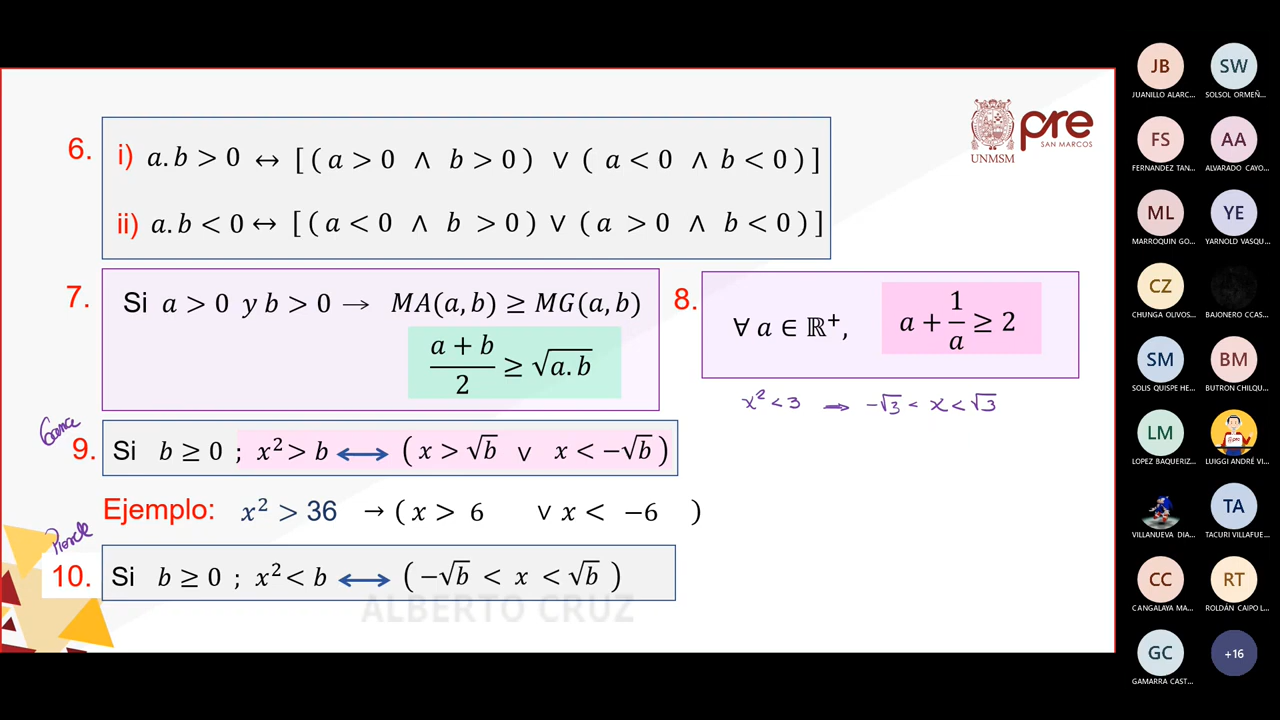 6. i) a.b > 0 ↔ [ ( a > 0 ∧ b > 0 ) ∨ ( a < 0 ∧ b < 0 ) ]
ii) a.b < 0 ↔ [ ( a < 0 ∧ b > 0 ) ∨ ( a > 0 ∧ b < 0 ) ]
pre
SAN MARCOS
UNMSM
7. Si a > 0 y b > 0 → MA(a, b) ≥ MG(a, b)
(a + b)/2 ≥ √a.b
8. ∀ a ∈ ℝ⁺, a + 1/a ≥ 2
x² < 3 ⇒ -√3 < x < √3
Gana
9. Si b ≥ 0 ; x² > b ↔ ( x > √b ∨ x < −√b )
Ejemplo: x² > 36 → ( x > 6 ∨ x < −6 )
Pierde
10. Si b ≥ 0 ; x² < b ↔ ( −√b < x < √b )
ALBERTO CRUZ
JB SW
JUANILLO ALARC... SOLSOL ORMEÑ...
FS AA
FERNANDEZ TAN... ALVARADO CAYO...
ML YE
MARROQUIN GO... YARNOLD VASQU...
CZ
CHUNGA OLIVOS... BAJONERO CCAS...
SM BM
SOLIS QUISPE HE... BUTRON CHILQU...
LM
LOPEZ BAQUERIZ... LUIGGI ANDRÉ VI...
TA
VILLANUEVA DIA... TACURI VILLAFUE...
CC RT
CANGALAYA MA... ROLDÁN CAIPO L...
GC +16
GAMARRA CAST...